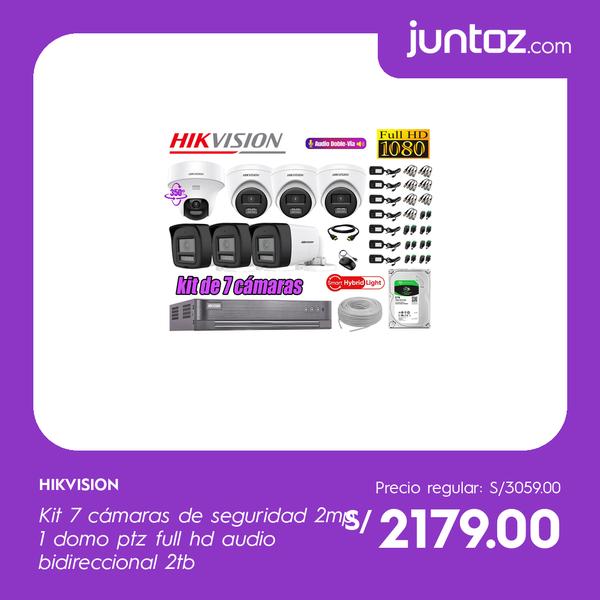 juntoz.com
HIKVISION
Audio Doble-Vía
Full HD
1080
350°
kit de 7 cámaras
Smart Hybrid Light
HIKVISION
Precio regular: S/3059.00
Kit 7 cámaras de seguridad 2mp
1 domo ptz full hd audio
bidireccional 2tb
S/ 2179.00